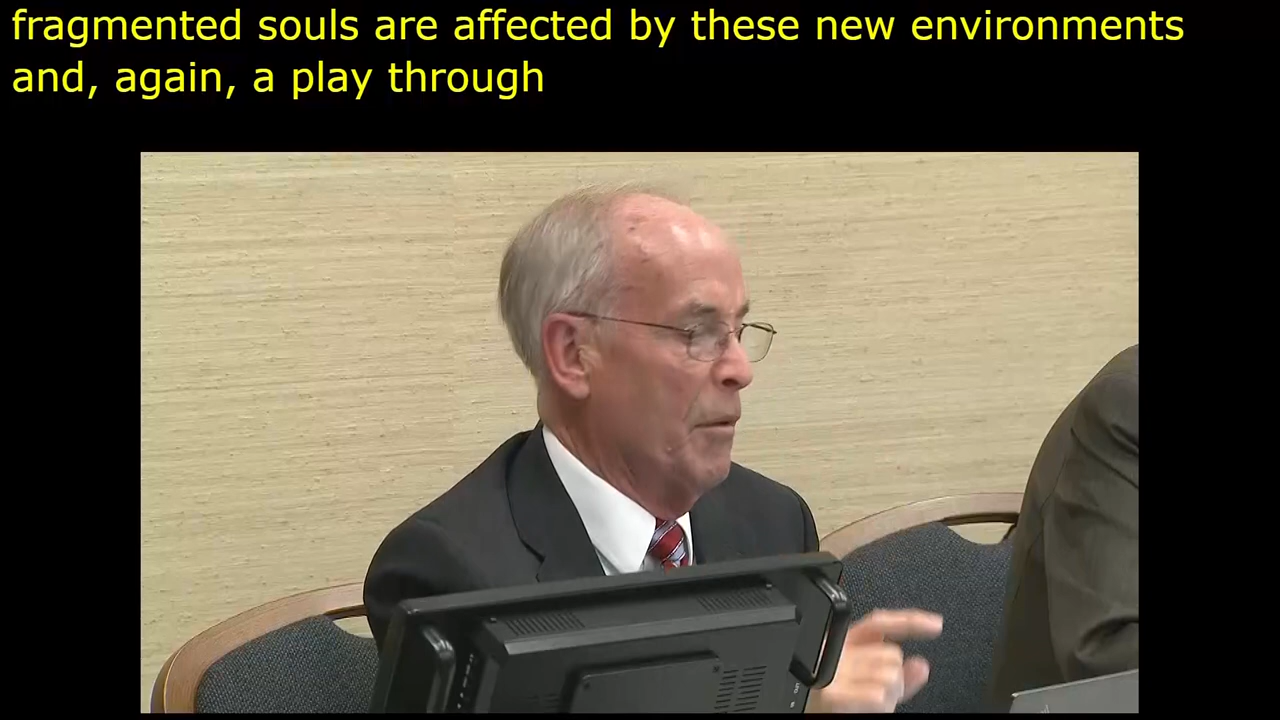 fragmented souls are affected by these new environments
and, again, a play through